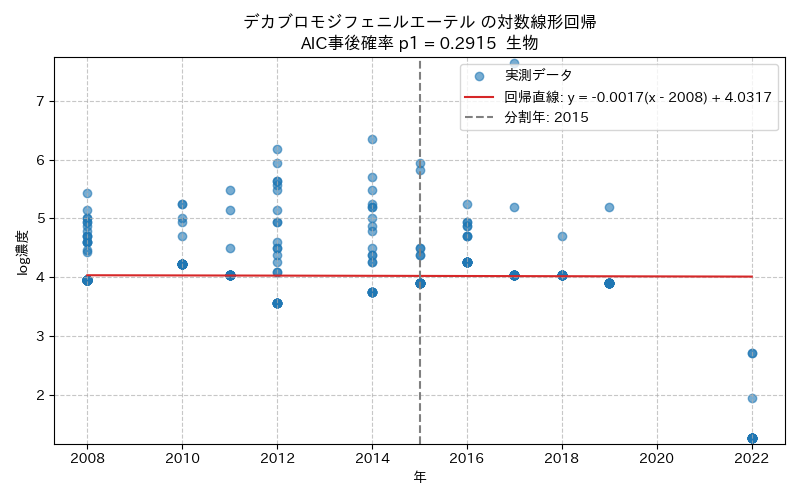 デカブロモジフェニルエーテル の対数線形回帰
AIC事後確率 p1 = 0.2915  生物
実測データ
回帰直線: y = -0.0017(x - 2008) + 4.0317
分割年: 2015
log濃度
7
6
5
4
3
2
2008 2010 2012 2014 2016 2018 2020 2022
年